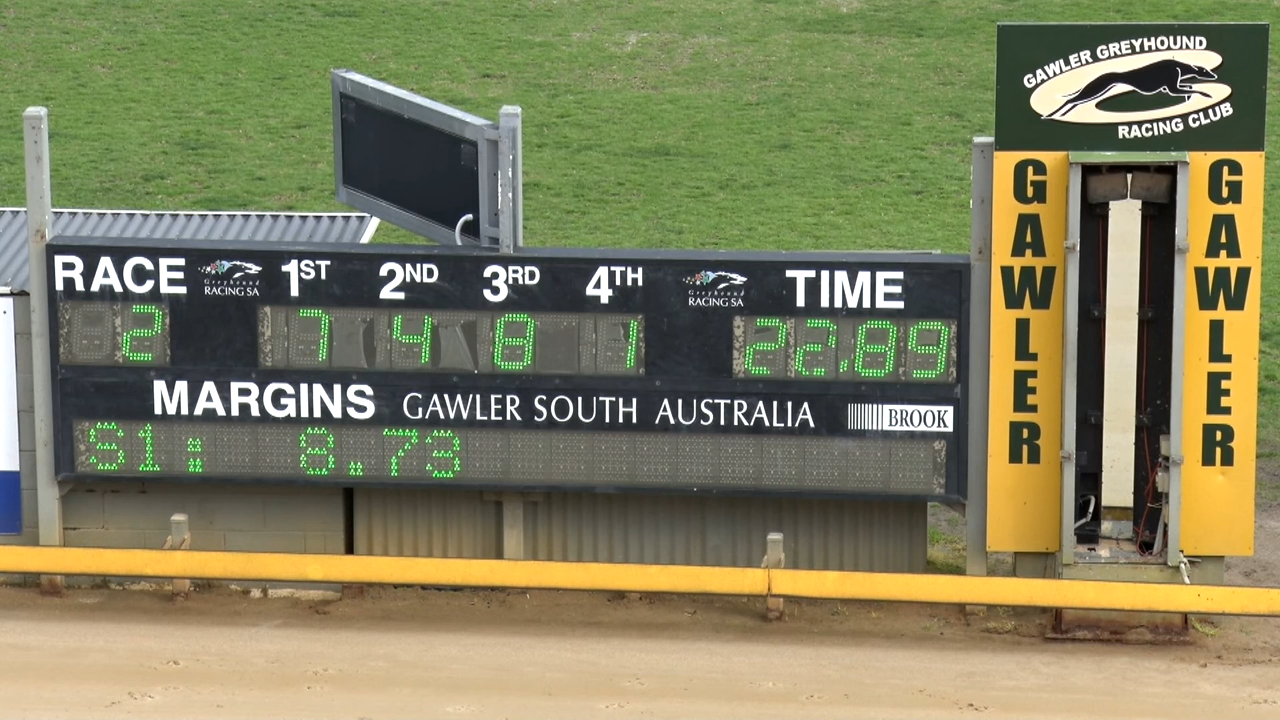 GAWLER GREYHOUND
RACING CLUB
RACE Greyhound RACING SA 1ST 2ND 3RD 4TH Greyhound RACING SA TIME
2 7 4 8 1 22.89
MARGINS GAWLER SOUTH AUSTRALIA BROOK
S1: 8.73
GAWLER
GAWLER